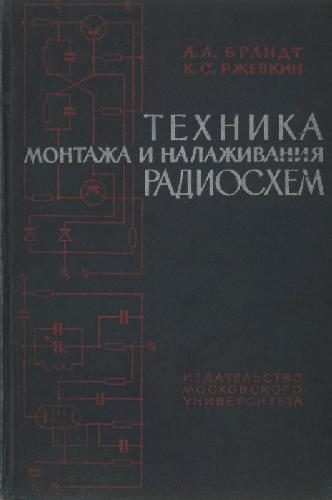 А.А. БРАНДТ
К.С. РЖЕВКИН
ТЕХНИКА
МОНТАЖА И НАЛАЖИВАНИЯ
РАДИОСХЕМ
ИЗДАТЕЛЬСТВО
МОСКОВСКОГО
УНИВЕРСИТЕТА